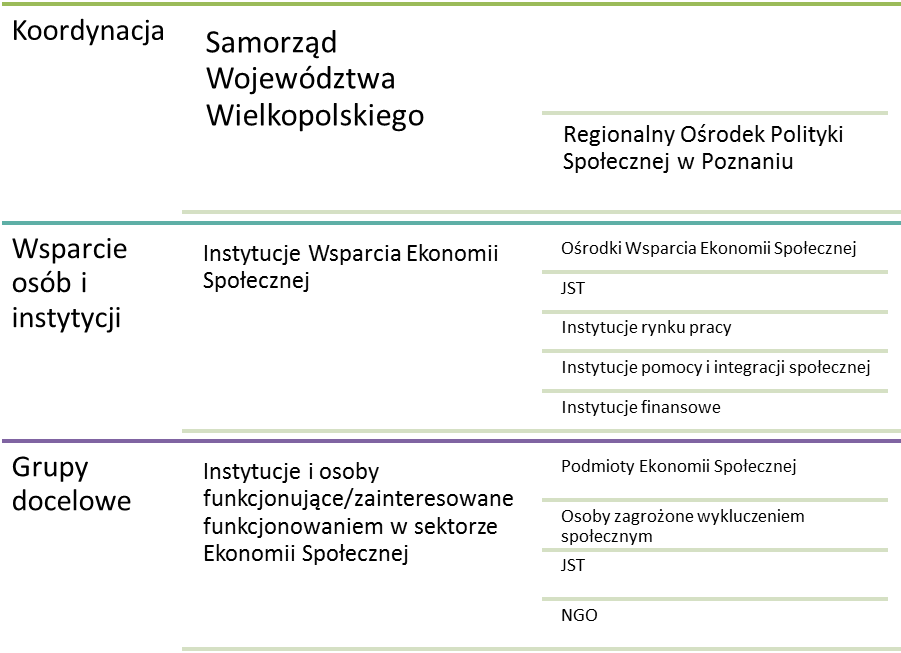 Koordynacja
Samorząd
Województwa
Wielkopolskiego
Regionalny Ośrodek Polityki
Społecznej w Poznaniu
Wsparcie
osób i
instytycji
Instytucje Wsparcia Ekonomii
Społecznej
Ośrodki Wsparcia Ekonomii Społecznej
JST
Instytucje rynku pracy
Instytucje pomocy i integracji społecznej
Instytucje finansowe
Grupy
docelowe
Instytucje i osoby
funkcjonujące/zainteresowane
funkcjonowaniem w sektorze
Ekonomii Społecznej
Podmioty Ekonomii Społecznej
Osoby zagrożone wykluczeniem
społecznym
JST
NGO